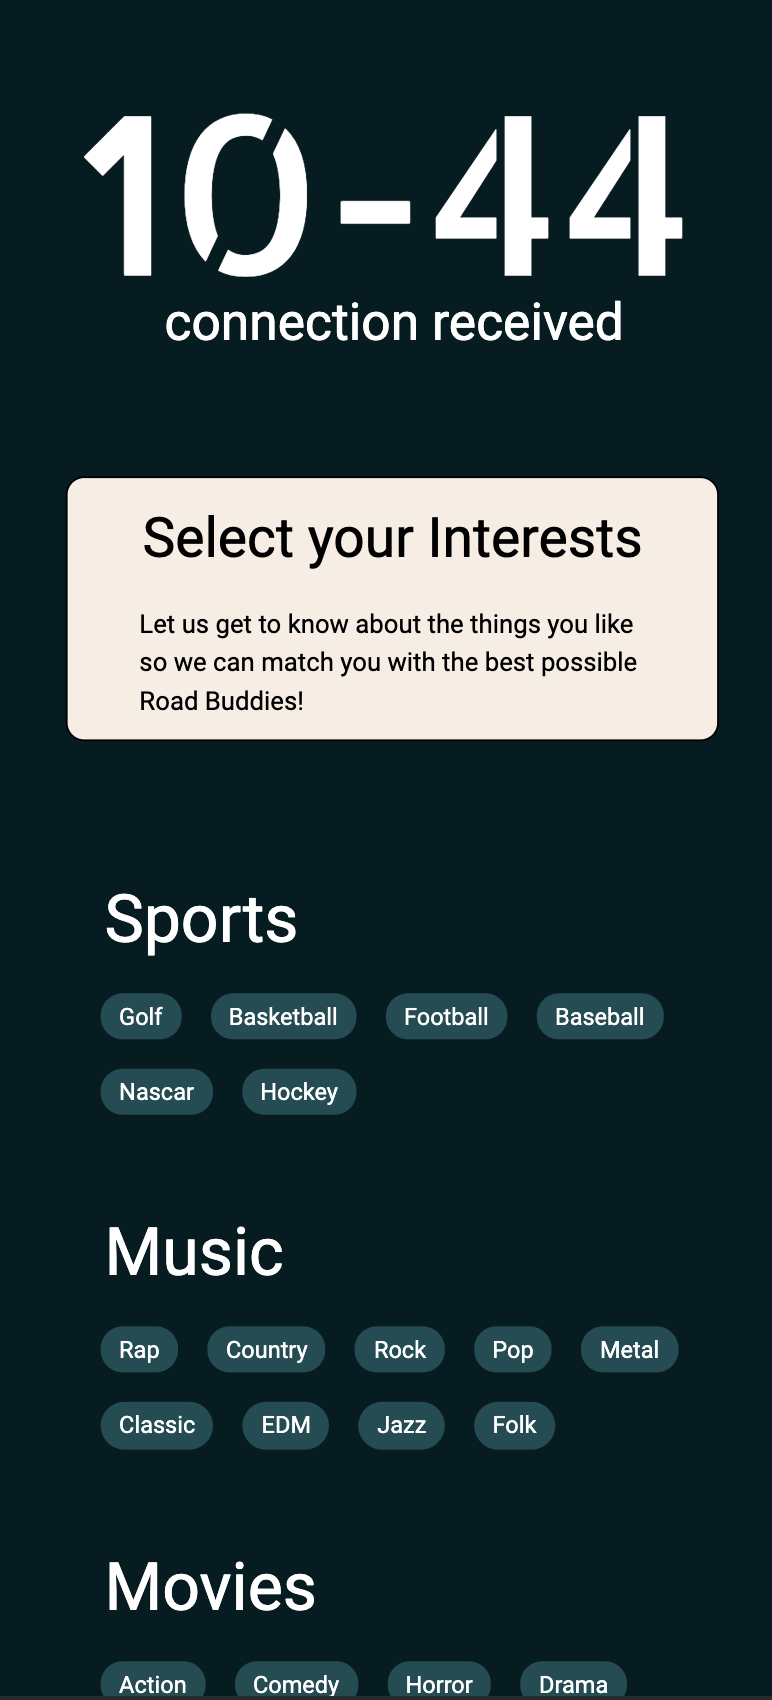 10-44
connection received
Select your Interests
Let us get to know about the things you like
so we can match you with the best possible
Road Buddies!
Sports
Golf Basketball Football Baseball
Nascar Hockey
Music
Rap Country Rock Pop Metal
Classic EDM Jazz Folk
Movies
Action Comedy Horror Drama